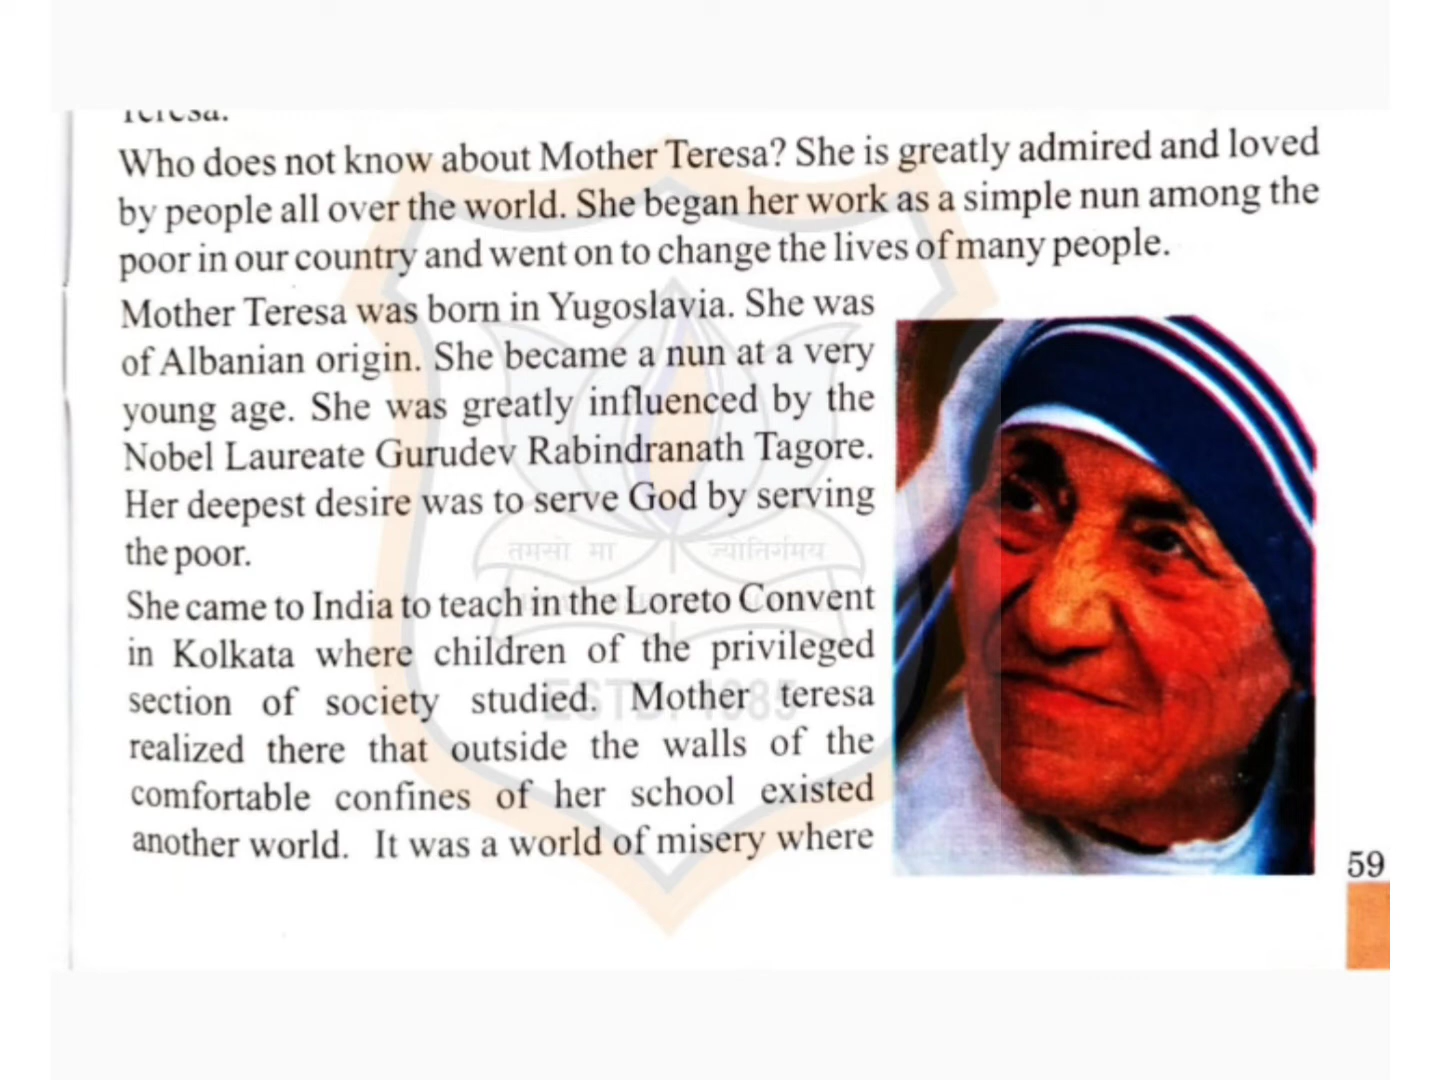 Teresa.
Who does not know about Mother Teresa? She is greatly admired and loved
by people all over the world. She began her work as a simple nun among the
poor in our country and went on to change the lives of many people.
Mother Teresa was born in Yugoslavia. She was
of Albanian origin. She became a nun at a very
young age. She was greatly influenced by the
Nobel Laureate Gurudev Rabindranath Tagore.
Her deepest desire was to serve God by serving
the poor.
She came to India to teach in the Loreto Convent
in Kolkata where children of the privileged
section of society studied. Mother teresa
realized there that outside the walls of the
comfortable confines of her school existed
another world. It was a world of misery where
59
तमसो मा ज्योतिर्गमय
ESTD. 1985